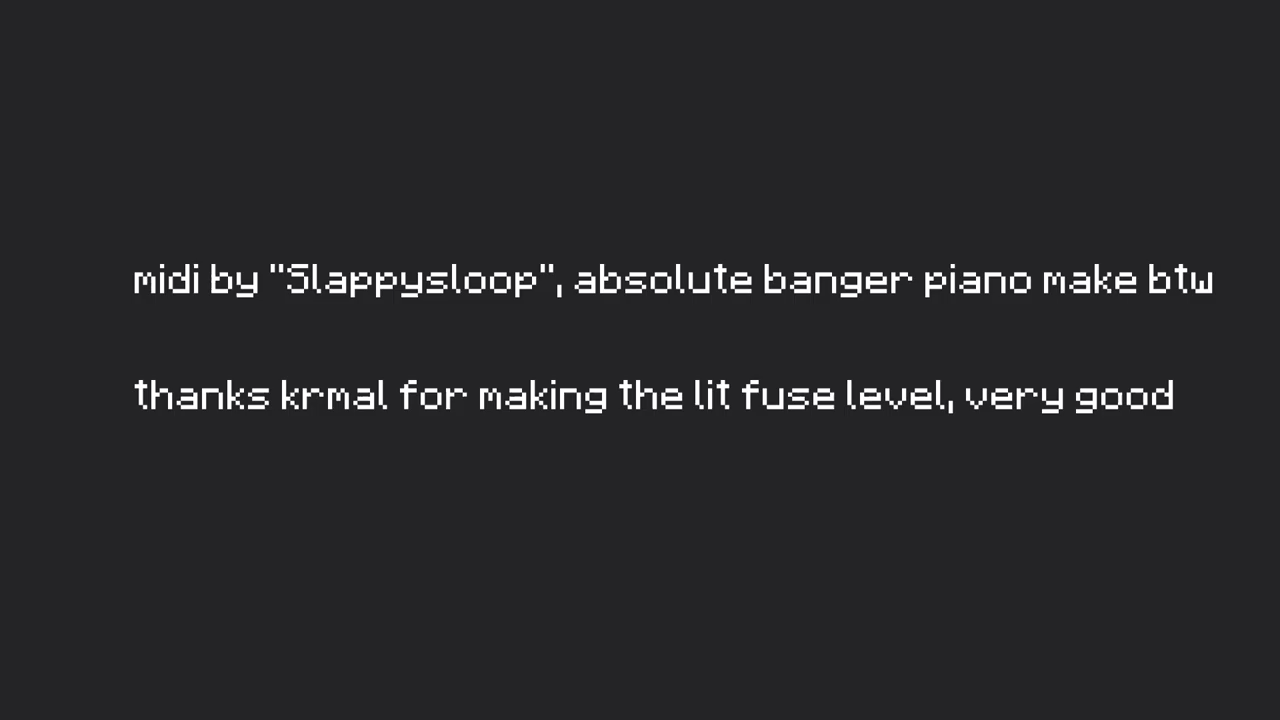 midi by "Slappysloop", absolute banger piano make btw
thanks krmal for making the lit fuse level, very good